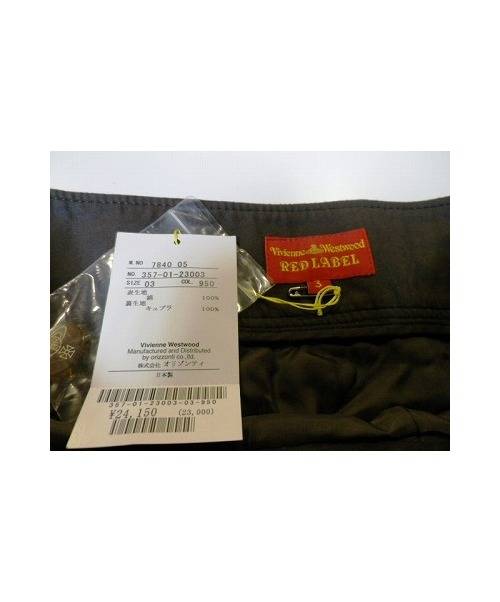 M.NO 7840 05
NO. 357-01-23003
SIZE 03 COL. 950
表生地
綿 100%
裏生地
キュプラ 100%
Vivienne Westwood
Manufactured and Distributed
by orizzonti co.,ltd.
株式会社 オリゾンティ
日本製
357-01-23003-03-950
¥24,150 (23,000)
Vivienne Westwood
RED LABEL
3